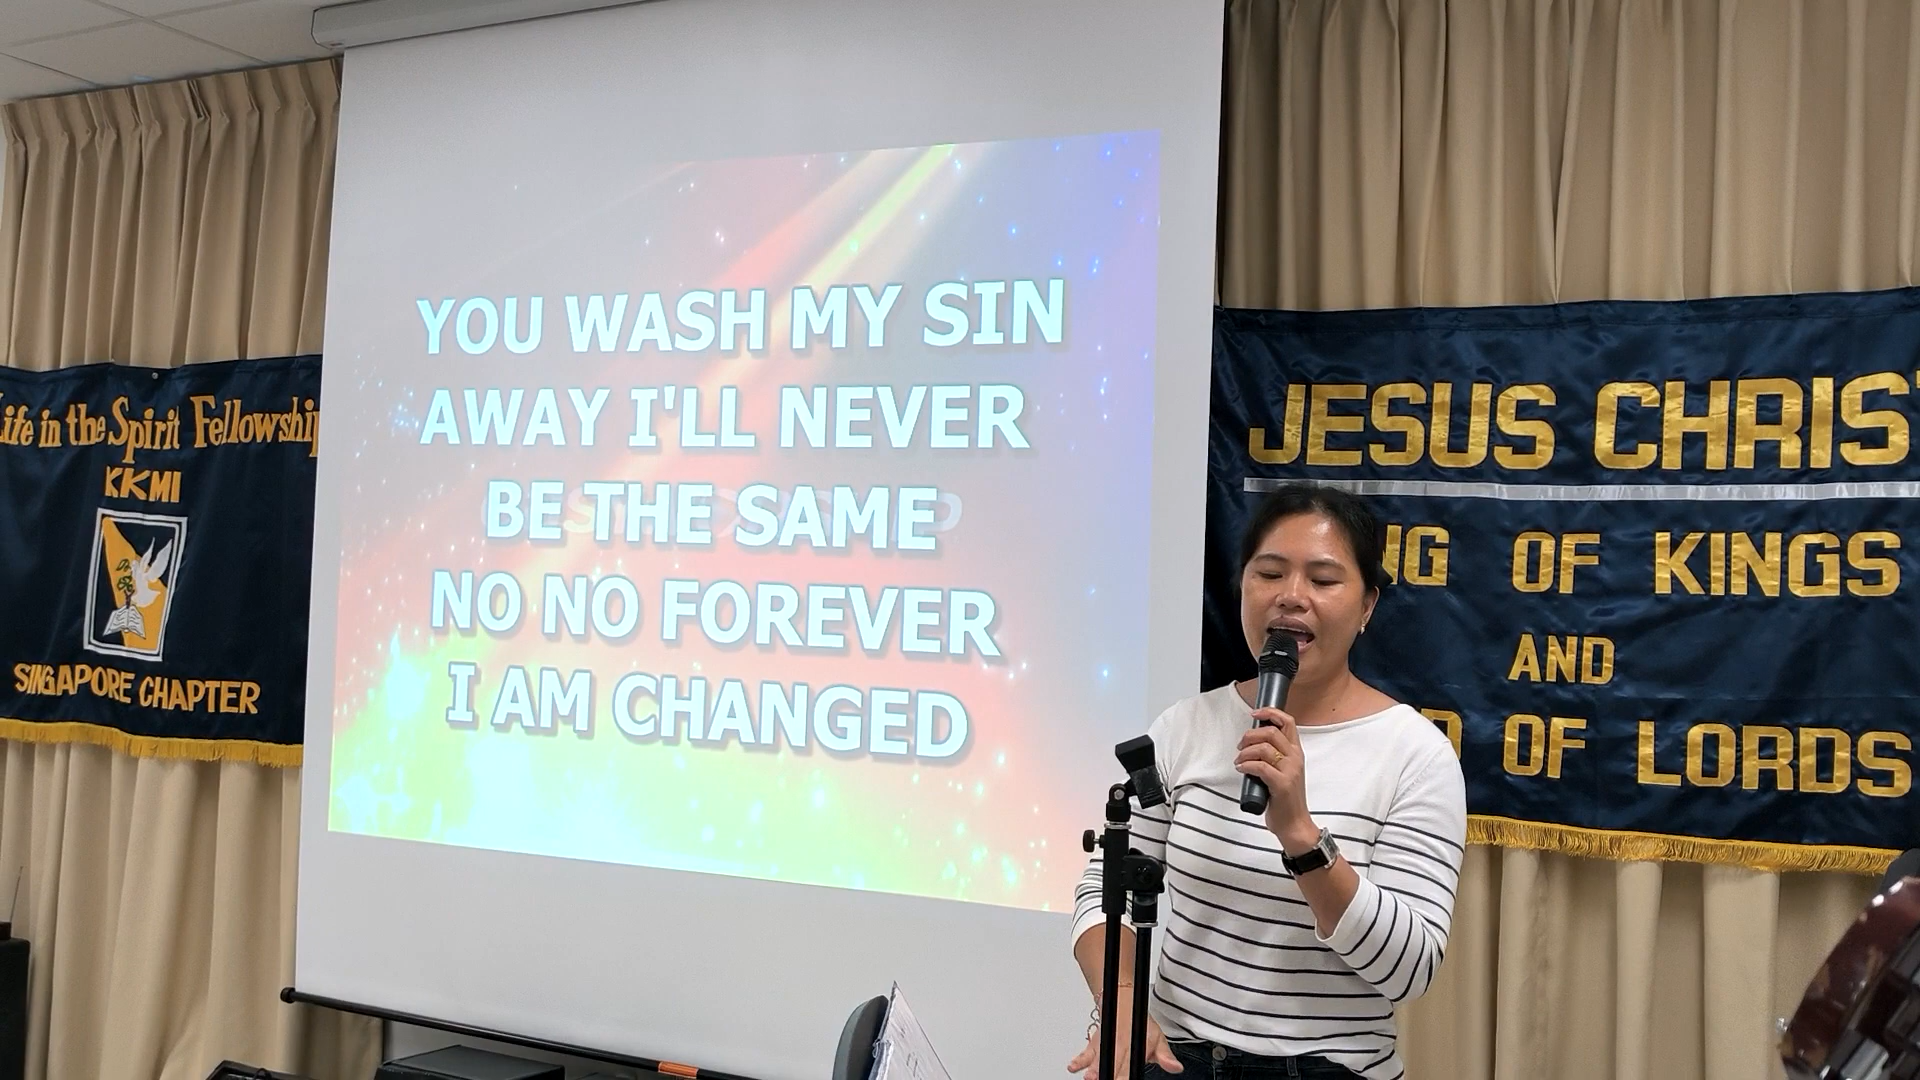 Life in the Spirit Fellowship
KKMI
SINGAPORE CHAPTER
YOU WASH MY SIN
AWAY I'LL NEVER
BE THE SAME
NO NO FOREVER
I AM CHANGED
JESUS CHRIS
NG OF KINGS
AND
D OF LORDS